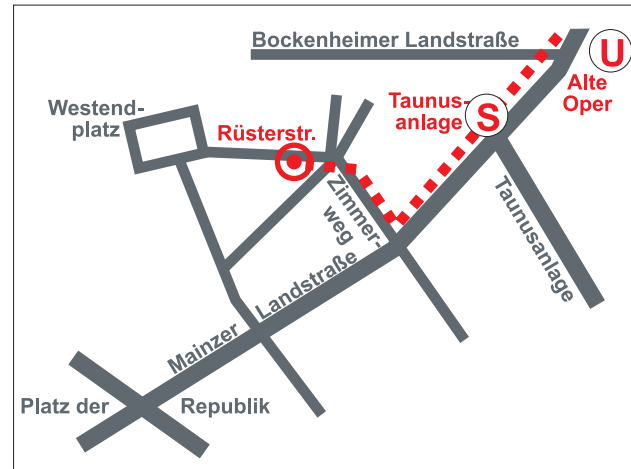 Bockenheimer Landstraße
U
Alte
Oper
Taunus-
anlage
S
Westend-
platz
Rüsterstr.
Zimmer-
weg
Taunusanlage
Mainzer Landstraße
Platz der Republik